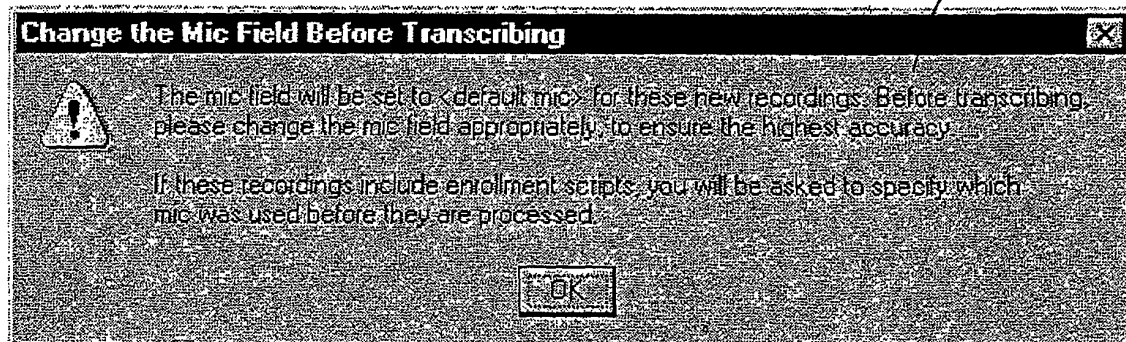 Change the Mic Field Before Transcribing
The mic field will be set to <default mic> for these new recordings. Before transcribing,
please change the mic field appropriately, to ensure the highest accuracy.
If these recordings include enrollment scripts, you will be asked to specify which
mic was used before they are processed.
OK